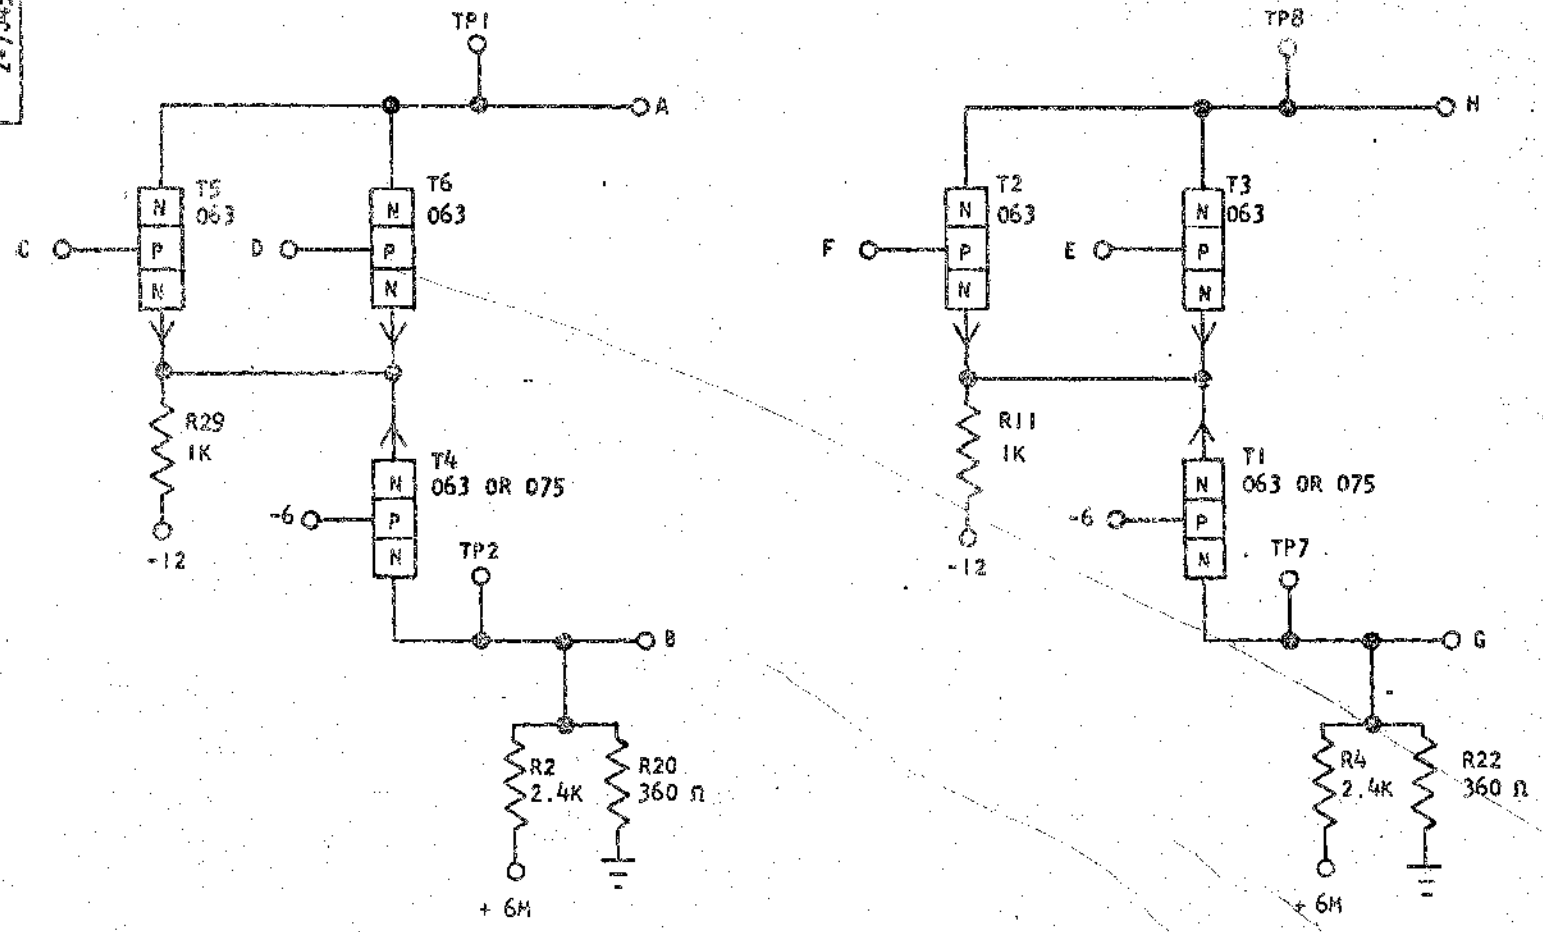 TP1
TP8
A
H
T5
063
T6
063
T2
063
T3
063
N
N
N
N
C
P
D
P
F
P
E
P
N
N
N
N
R29
1K
R11
1K
T4
063 OR 075
T1
063 OR 075
N
N
-6
P
-6
P
N
N
-12
TP2
-12
TP7
B
G
R2
2.4K
R20
360 Ω
R4
2.4K
R22
360 Ω
+ 6M
+ 6M